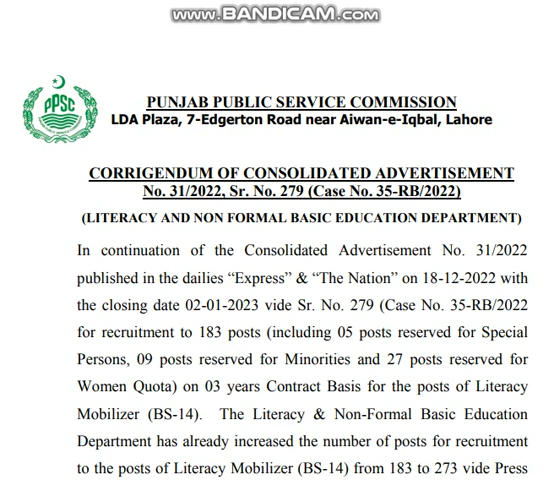 www.BANDICAM.com
PPSC
PUNJAB PUBLIC SERVICE COMMISSION
LDA Plaza, 7-Edgerton Road near Aiwan-e-Iqbal, Lahore
CORRIGENDUM OF CONSOLIDATED ADVERTISEMENT
No. 31/2022, Sr. No. 279 (Case No. 35-RB/2022)
(LITERACY AND NON FORMAL BASIC EDUCATION DEPARTMENT)
In continuation of the Consolidated Advertisement No. 31/2022
published in the dailies “Express” & “The Nation” on 18-12-2022 with
the closing date 02-01-2023 vide Sr. No. 279 (Case No. 35-RB/2022
for recruitment to 183 posts (including 05 posts reserved for Special
Persons, 09 posts reserved for Minorities and 27 posts reserved for
Women Quota) on 03 years Contract Basis for the posts of Literacy
Mobilizer (BS-14). The Literacy & Non-Formal Basic Education
Department has already increased the number of posts for recruitment
to the posts of Literacy Mobilizer (BS-14) from 183 to 273 vide Press